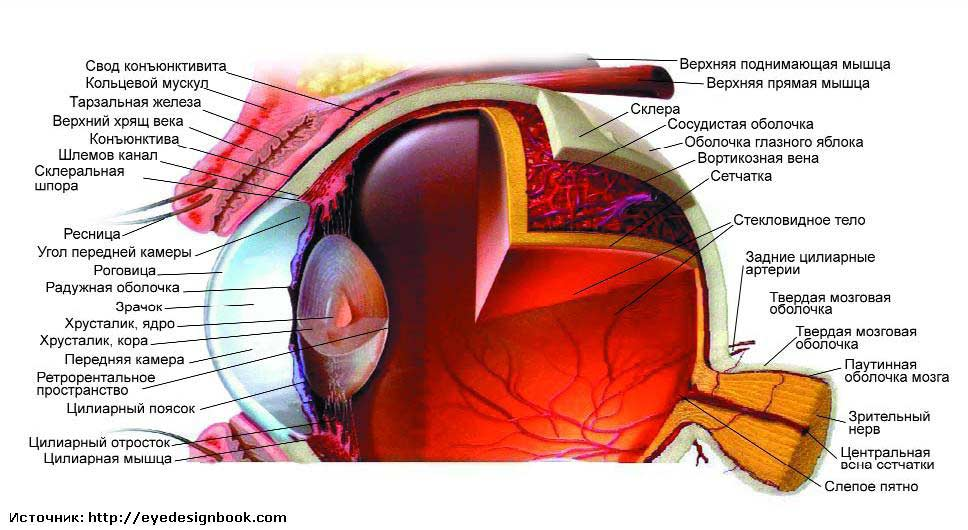 Свод конъюнктивита
Кольцевой мускул
Тарзальная железа
Верхний хрящ века
Конъюнктива
Шлемов канал
Склеральная
шпора
Ресница
Угол передней камеры
Роговица
Радужная оболочка
Зрачок
Хрусталик, ядро
Хрусталик, кора
Передняя камера
Ретрорентальное
пространство
Цилиарный поясок
Цилиарный отросток
Цилиарная мышца
Верхняя поднимающая мышца
Верхняя прямая мышца
Склера
Сосудистая оболочка
Оболочка глазного яблока
Вортикозная вена
Сетчатка
Стекловидное тело
Задние цилиарные
артерии
Твердая мозговая
оболочка
Твердая мозговая
оболочка
Паутинная
оболочка мозга
Зрительный
нерв
Центральная
вена сетчатки
Слепое пятно
Источник: http://eyedesignbook.com